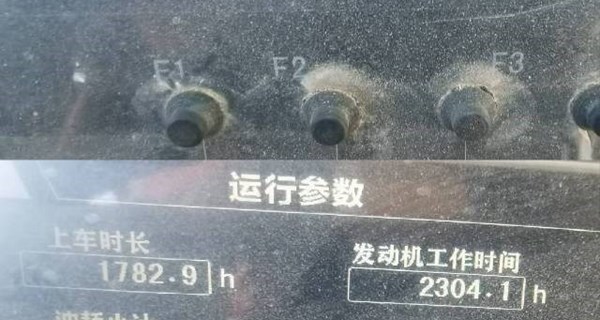 F1 F2 F3
运行参数
上车时长
1782.9 h
发动机工作时间
2304.1 h